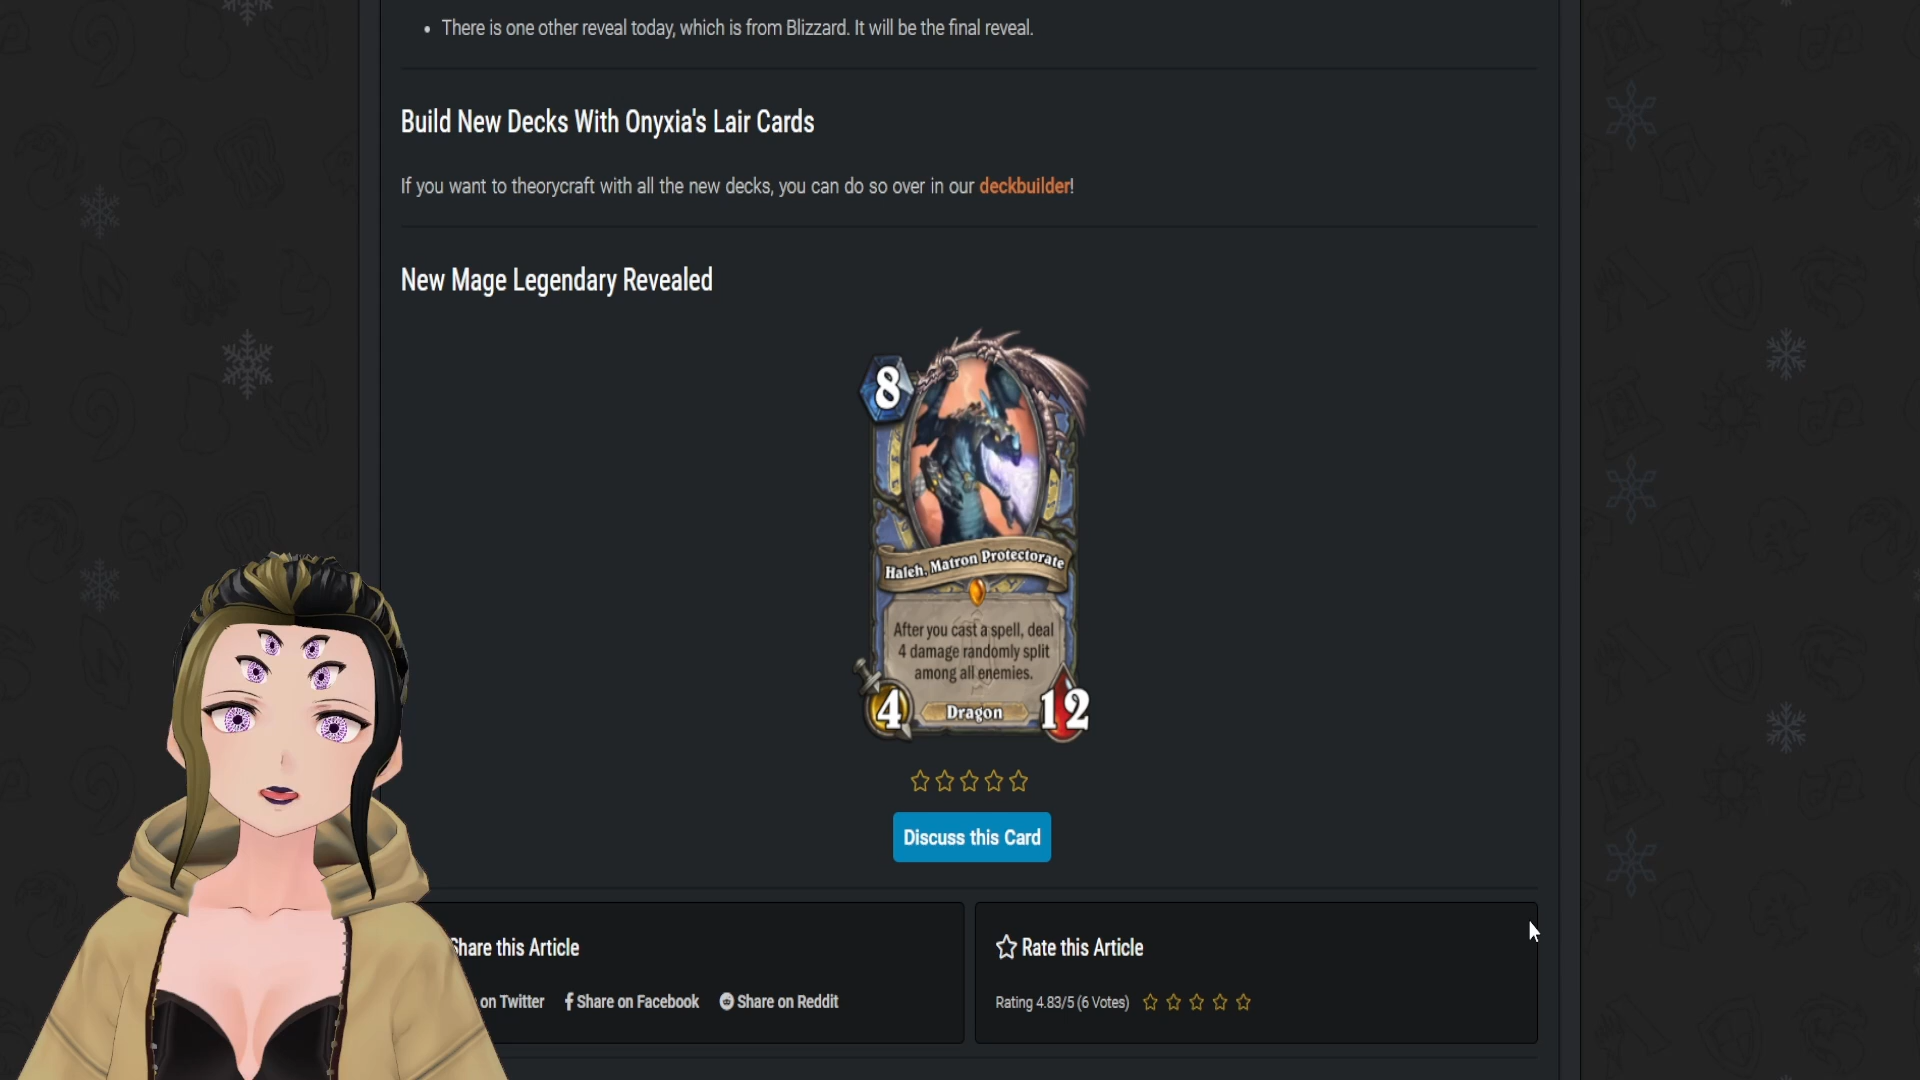 There is one other reveal today, which is from Blizzard. It will be the final reveal.
Build New Decks With Onyxia's Lair Cards
If you want to theorycraft with all the new decks, you can do so over in our deckbuilder!
New Mage Legendary Revealed
8
Haleh, Matron Protectorate
After you cast a spell, deal
4 damage randomly split
among all enemies.
4
Dragon
12
Discuss this Card
Share this Article
on Twitter
Share on Facebook
Share on Reddit
Rate this Article
Rating 4.83/5 (6 Votes)